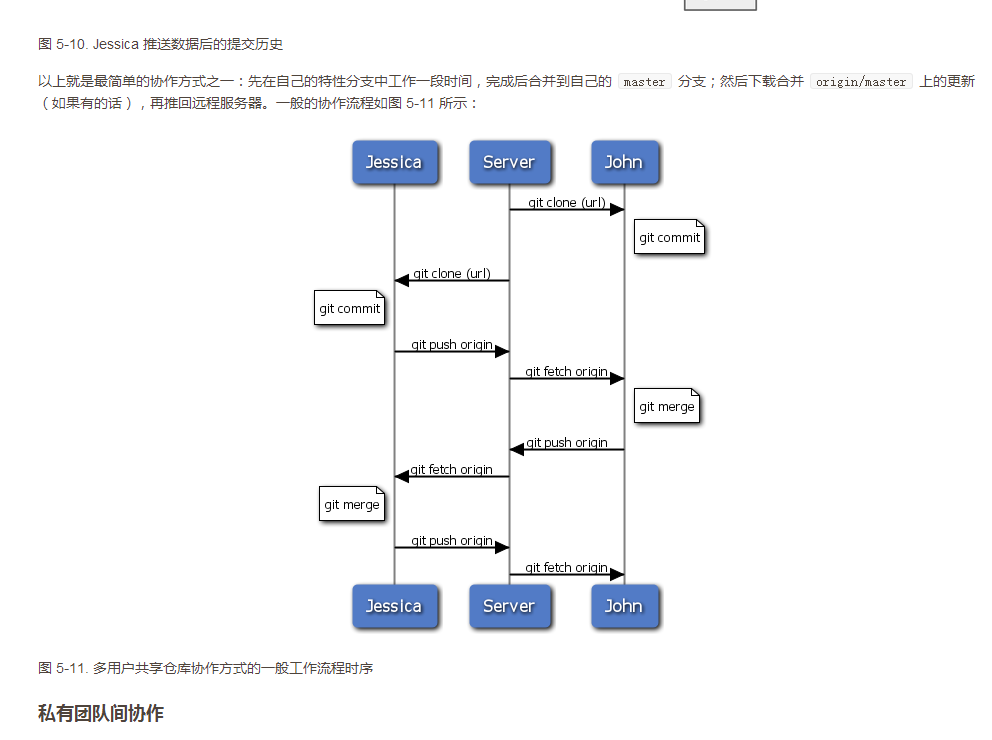 图 5-10. Jessica 推送数据后的提交历史
以上就是最简单的协作方式之一：先在自己的特性分支中工作一段时间，完成后合并到自己的 master 分支；然后下载合并 origin/master 上的更新
（如果有的话），再推回远程服务器。一般的协作流程如图 5-11 所示：
Jessica Server John
git clone (url)
git commit
git clone (url)
git commit
git push origin
git fetch origin
git merge
git push origin
git fetch origin
git merge
git push origin
git fetch origin
Jessica Server John
图 5-11. 多用户共享仓库协作方式的一般工作流程时序
私有团队间协作